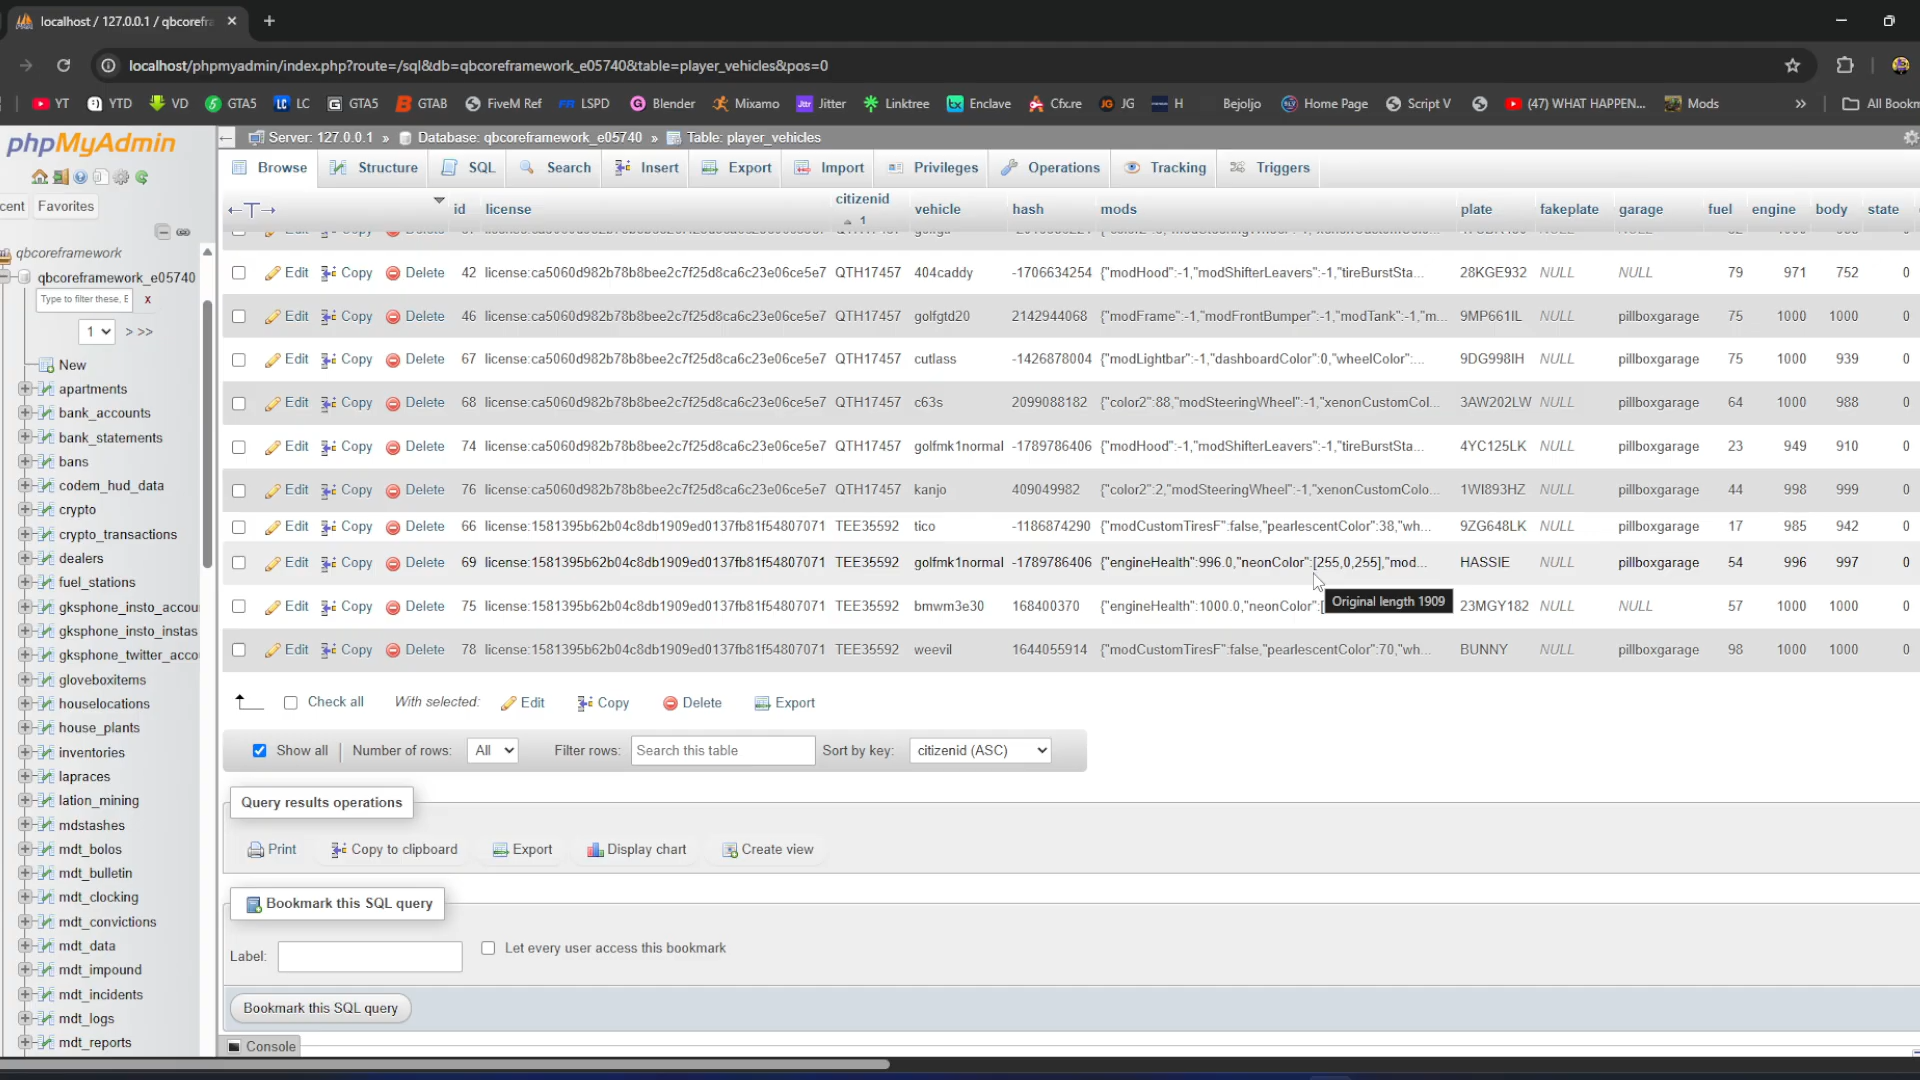 localhost / 127.0.0.1 / qbcorefr
localhost/phpmyadmin/index.php?route=/sql&db=qbcoreframework_e05740&table=player_vehicles&pos=0
YT YTD VD GTA5 LC GTA5 GTAB FiveM Ref LSPD Blender Mixamo Jitter Linktree Enclave Cfx.re JG H Bejoljo Home Page Script V (47) WHAT HAPPEN... Mods » All Bookm
phpMyAdmin
Server: 127.0.0.1 » Database: qbcoreframework_e05740 » Table: player_vehicles
Browse Structure SQL Search Insert Export Import Privileges Operations Tracking Triggers
cent Favorites
qbcoreframework
qbcoreframework_e05740
Type to filter these, E x
1 > >>
New
apartments
bank_accounts
bank_statements
bans
codem_hud_data
crypto
crypto_transactions
dealers
fuel_stations
gksphone_insto_accou
gksphone_insto_instas
gksphone_twitter_acco
gloveboxitems
houselocations
house_plants
inventories
lapraces
lation_mining
mdstashes
mdt_bolos
mdt_bulletin
mdt_clocking
mdt_convictions
mdt_data
mdt_impound
mdt_incidents
mdt_logs
mdt_reports
←T→ id license citizenid 1 vehicle hash mods plate fakeplate garage fuel engine body state
Edit Copy Delete 42 license:ca5060d982b78b8bee2c7f25d8ca6c23e06ce5e7 QTH17457 404caddy -1706634254 {"modHood":-1,"modShifterLeavers":-1,"tireBurstSta... 28KGE932 NULL NULL 79 971 752 0
Edit Copy Delete 46 license:ca5060d982b78b8bee2c7f25d8ca6c23e06ce5e7 QTH17457 golfgtd20 2142944068 {"modFrame":-1,"modFrontBumper":-1,"modTank":-1,"m... 9MP661IL NULL pillboxgarage 75 1000 1000 0
Edit Copy Delete 67 license:ca5060d982b78b8bee2c7f25d8ca6c23e06ce5e7 QTH17457 cutlass -1426878004 {"modLightbar":-1,"dashboardColor":0,"wheelColor":... 9DG998IH NULL pillboxgarage 75 1000 939 0
Edit Copy Delete 68 license:ca5060d982b78b8bee2c7f25d8ca6c23e06ce5e7 QTH17457 c63s 2099088182 {"color2":88,"modSteeringWheel":-1,"xenonCustomCol... 3AW202LW NULL pillboxgarage 64 1000 988 0
Edit Copy Delete 74 license:ca5060d982b78b8bee2c7f25d8ca6c23e06ce5e7 QTH17457 golfmk1normal -1789786406 {"modHood":-1,"modShifterLeavers":-1,"tireBurstSta... 4YC125LK NULL pillboxgarage 23 949 910 0
Edit Copy Delete 76 license:ca5060d982b78b8bee2c7f25d8ca6c23e06ce5e7 QTH17457 kanjo 409049982 {"color2":2,"modSteeringWheel":-1,"xenonCustomColo... 1WI893HZ NULL pillboxgarage 44 998 999 0
Edit Copy Delete 66 license:1581395b62b04c8db1909ed0137fb81f54807071 TEE35592 tico -1186874290 {"modCustomTiresF":false,"pearlescentColor":38,"wh... 9ZG648LK NULL pillboxgarage 17 985 942 0
Edit Copy Delete 69 license:1581395b62b04c8db1909ed0137fb81f54807071 TEE35592 golfmk1normal -1789786406 {"engineHealth":996.0,"neonColor":[255,0,255],"mod... HASSIE NULL pillboxgarage 54 996 997 0
Edit Copy Delete 75 license:1581395b62b04c8db1909ed0137fb81f54807071 TEE35592 bmwm3e30 168400370 {"engineHealth":1000.0,"neonColor":[ 23MGY182 NULL NULL 57 1000 1000 0
Original length 1909
Edit Copy Delete 78 license:1581395b62b04c8db1909ed0137fb81f54807071 TEE35592 weevil 1644055914 {"modCustomTiresF":false,"pearlescentColor":70,"wh... BUNNY NULL pillboxgarage 98 1000 1000 0
Check all With selected: Edit Copy Delete Export
Show all Number of rows: All Filter rows: Search this table Sort by key: citizenid (ASC)
Query results operations
Print Copy to clipboard Export Display chart Create view
Bookmark this SQL query
Label: Let every user access this bookmark
Bookmark this SQL query
Console